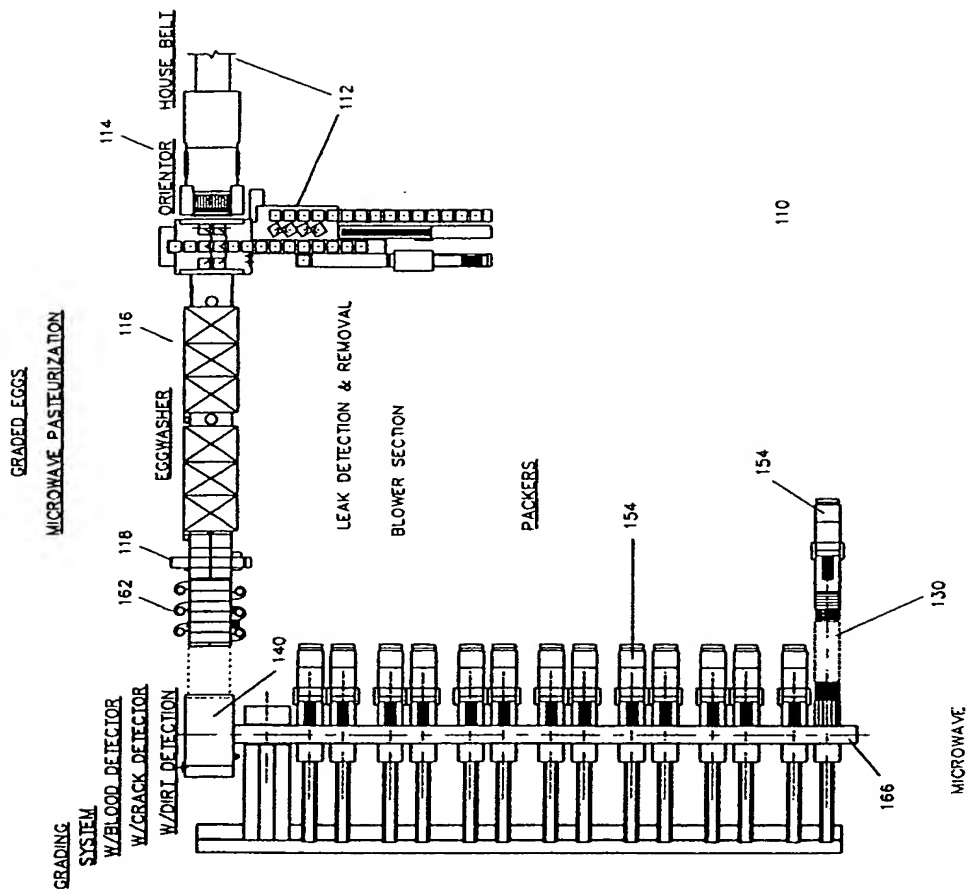 GRADED EGGS
MICROWAVE PASTEURIZATION
GRADING
SYSTEM
W/BLOOD DETECTOR
W/CRACK DETECTOR
W/DIRT DETECTION
140
162
118
EGGWASHER
116
ORIENTOR
114
HOUSE BELT
112
LEAK DETECTION & REMOVAL
BLOWER SECTION
PACKERS
154
154
130
166
MICROWAVE
110